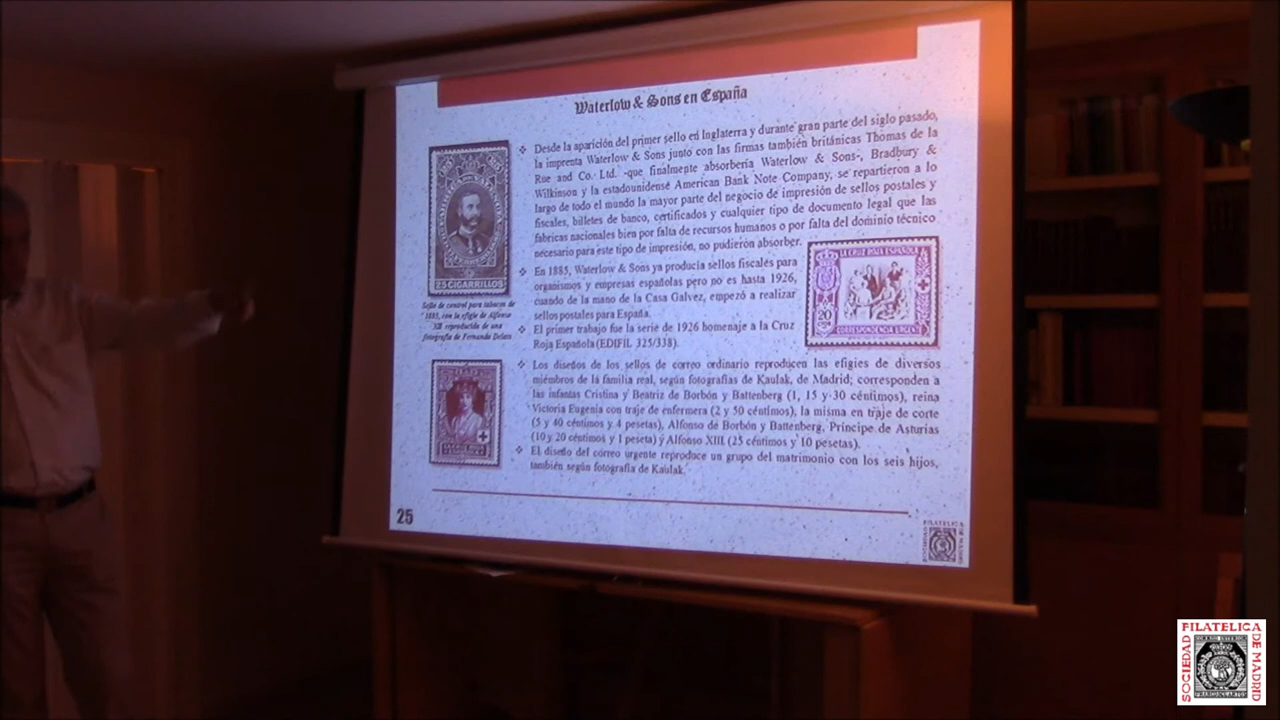 Waterlow & Sons en España
❖ Desde la aparición del primer sello en Inglaterra y durante gran parte del siglo pasado,
la imprenta Waterlow & Sons junto con las firmas también británicas Thomas de la
Rue and Co. Ltd. -que finalmente absorbería Waterlow & Sons-, Bradbury &
Wilkinson y la estadounidense American Bank Note Company, se repartieron a lo
largo de todo el mundo la mayor parte del negocio de impresión de sellos postales y
fiscales, billetes de banco, certificados y cualquier tipo de documento legal que las
fabricas nacionales bien por falta de recursos humanos o por falta del dominio técnico
necesario para este tipo de impresión, no pudieron absorber.
❖ En 1885, Waterlow & Sons ya producía sellos fiscales para
organismos y empresas españolas pero no es hasta 1926,
cuando de la mano de la Casa Galvez, empezó a realizar
sellos postales para España.
❖ El primer trabajo fue la serie de 1926 homenaje a la Cruz
Roja Española (EDIFIL 325/338).
❖ Los diseños de los sellos de correo ordinario reproducen las efigies de diversos
miembros de la familia real, según fotografías de Kaulak, de Madrid; corresponden a
las infantas Cristina y Beatriz de Borbón y Battenberg (1, 15 y 30 céntimos), reina
Victoria Eugenia con traje de enfermera (2 y 50 céntimos), la misma en traje de corte
(5 y 40 céntimos y 4 pesetas), Alfonso de Borbón y Battenberg, Príncipe de Asturias
(10 y 20 céntimos y 1 peseta) y Alfonso XIII (25 céntimos y 10 pesetas).
❖ El diseño del correo urgente reproduce un grupo del matrimonio con los seis hijos,
también según fotografía de Kaulak.
25 CIGARRILLOS
Sello de control para tabacos de
1885, con la efigie de Alfonso
XII reproducida de una
fotografía de Fernando Debas
LA CRUZ ROJA ESPAÑOLA
20
CORRESPONDENCIA URGENTE
25
FILATELICA
SOCIEDAD
DE MADRID
FILATELICA
SOCIEDAD
DE MADRID
FRANQUEARTOS